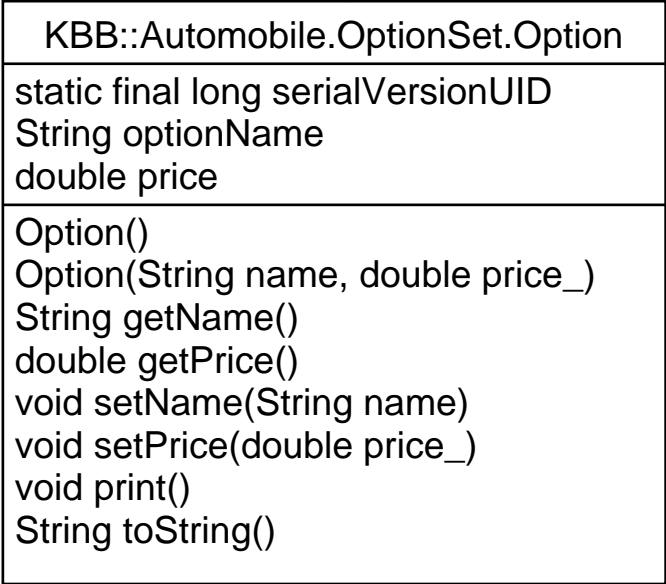 KBB::Automobile.OptionSet.Option
static final long serialVersionUID
String optionName
double price
Option()
Option(String name, double price_)
String getName()
double getPrice()
void setName(String name)
void setPrice(double price_)
void print()
String toString()